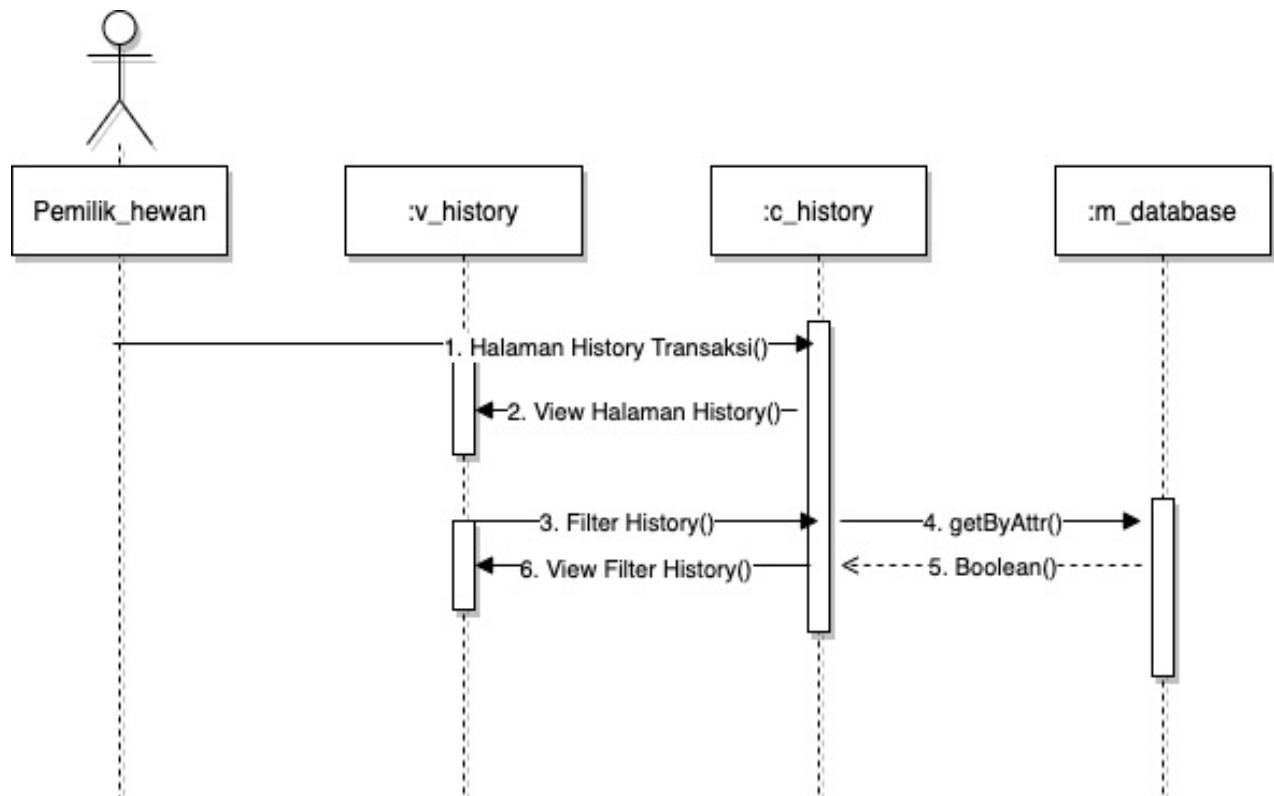 Pemilik_hewan
:v_history
:c_history
:m_database
1. Halaman History Transaksi()
2. View Halaman History()
3. Filter History()
4. getByAttr()
6. View Filter History()
5. Boolean()